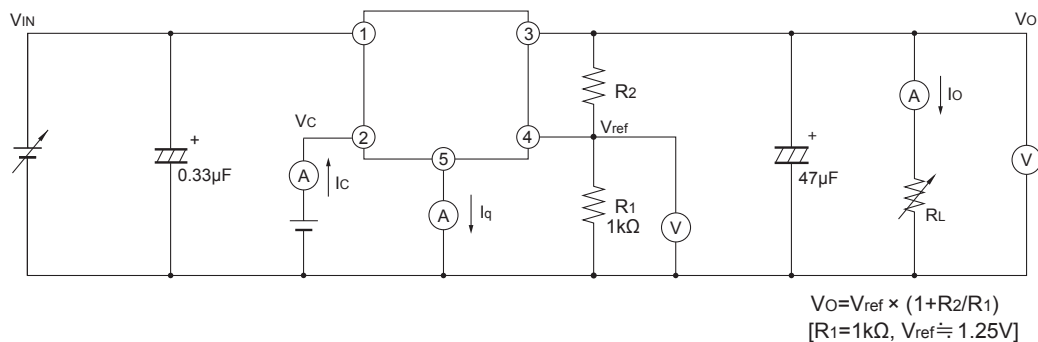 VIN
VO
1
3
R2
A
IO
VC
Vref
2
4
+
+
5
0.33μF
A
IC
47μF
V
R1
1kΩ
A
Iq
V
RL
VO=Vref × (1+R2/R1)
[R1=1kΩ, Vref≒1.25V]